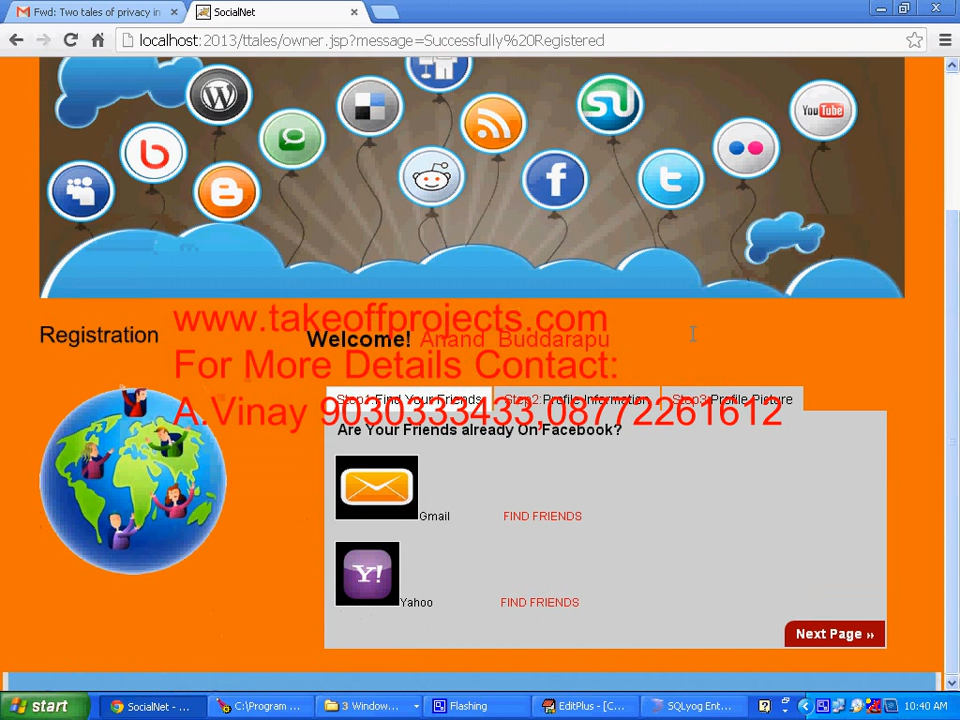 Fwd: Two tales of privacy in
SocialNet
localhost:2013/ttales/owner.jsp?message=Successfully%20Registered
You Tube
www.takeoffprojects.com
Registration
Welcome! Anand Buddarapu
For More Details Contact:
Step1:Find Your Friends Step2:Profile Information Step3:Profile Picture
A.Vinay 9030333433,08772261612
Are Your Friends already On Facebook?
Gmail FIND FRIENDS
Y!
Yahoo FIND FRIENDS
Next Page »
start SocialNet - ... C:\Program ... 3 Window... Flashing EditPlus - [C... SQLyog Ent... 10:40 AM